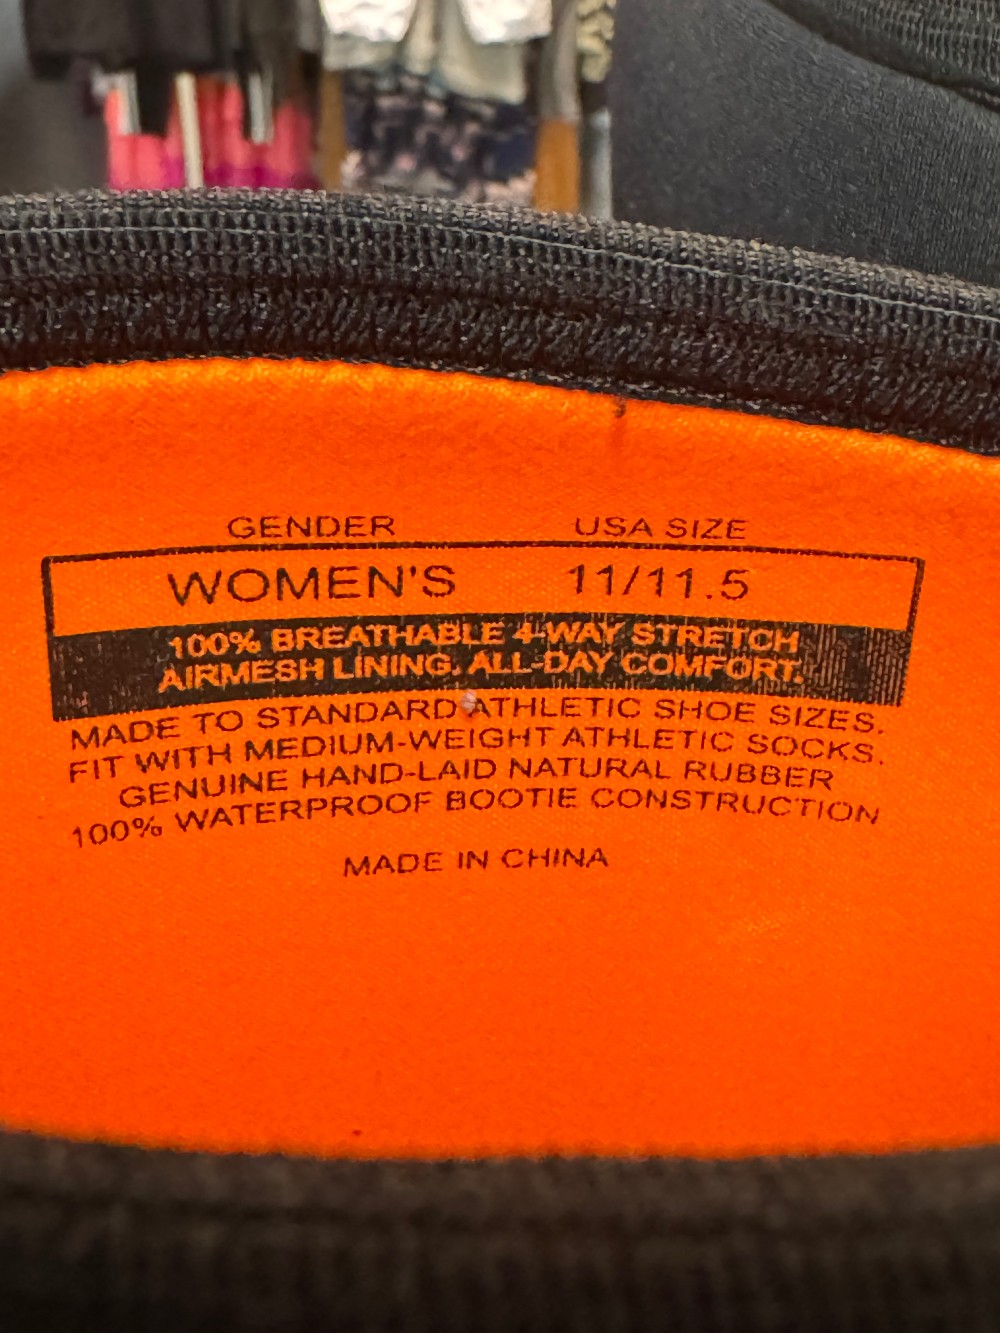 GENDER USA SIZE
WOMEN'S 11/11.5
100% BREATHABLE 4-WAY STRETCH
AIRMESH LINING. ALL-DAY COMFORT.
MADE TO STANDARD ATHLETIC SHOE SIZES.
FIT WITH MEDIUM-WEIGHT ATHLETIC SOCKS.
GENUINE HAND-LAID NATURAL RUBBER
100% WATERPROOF BOOTIE CONSTRUCTION
MADE IN CHINA